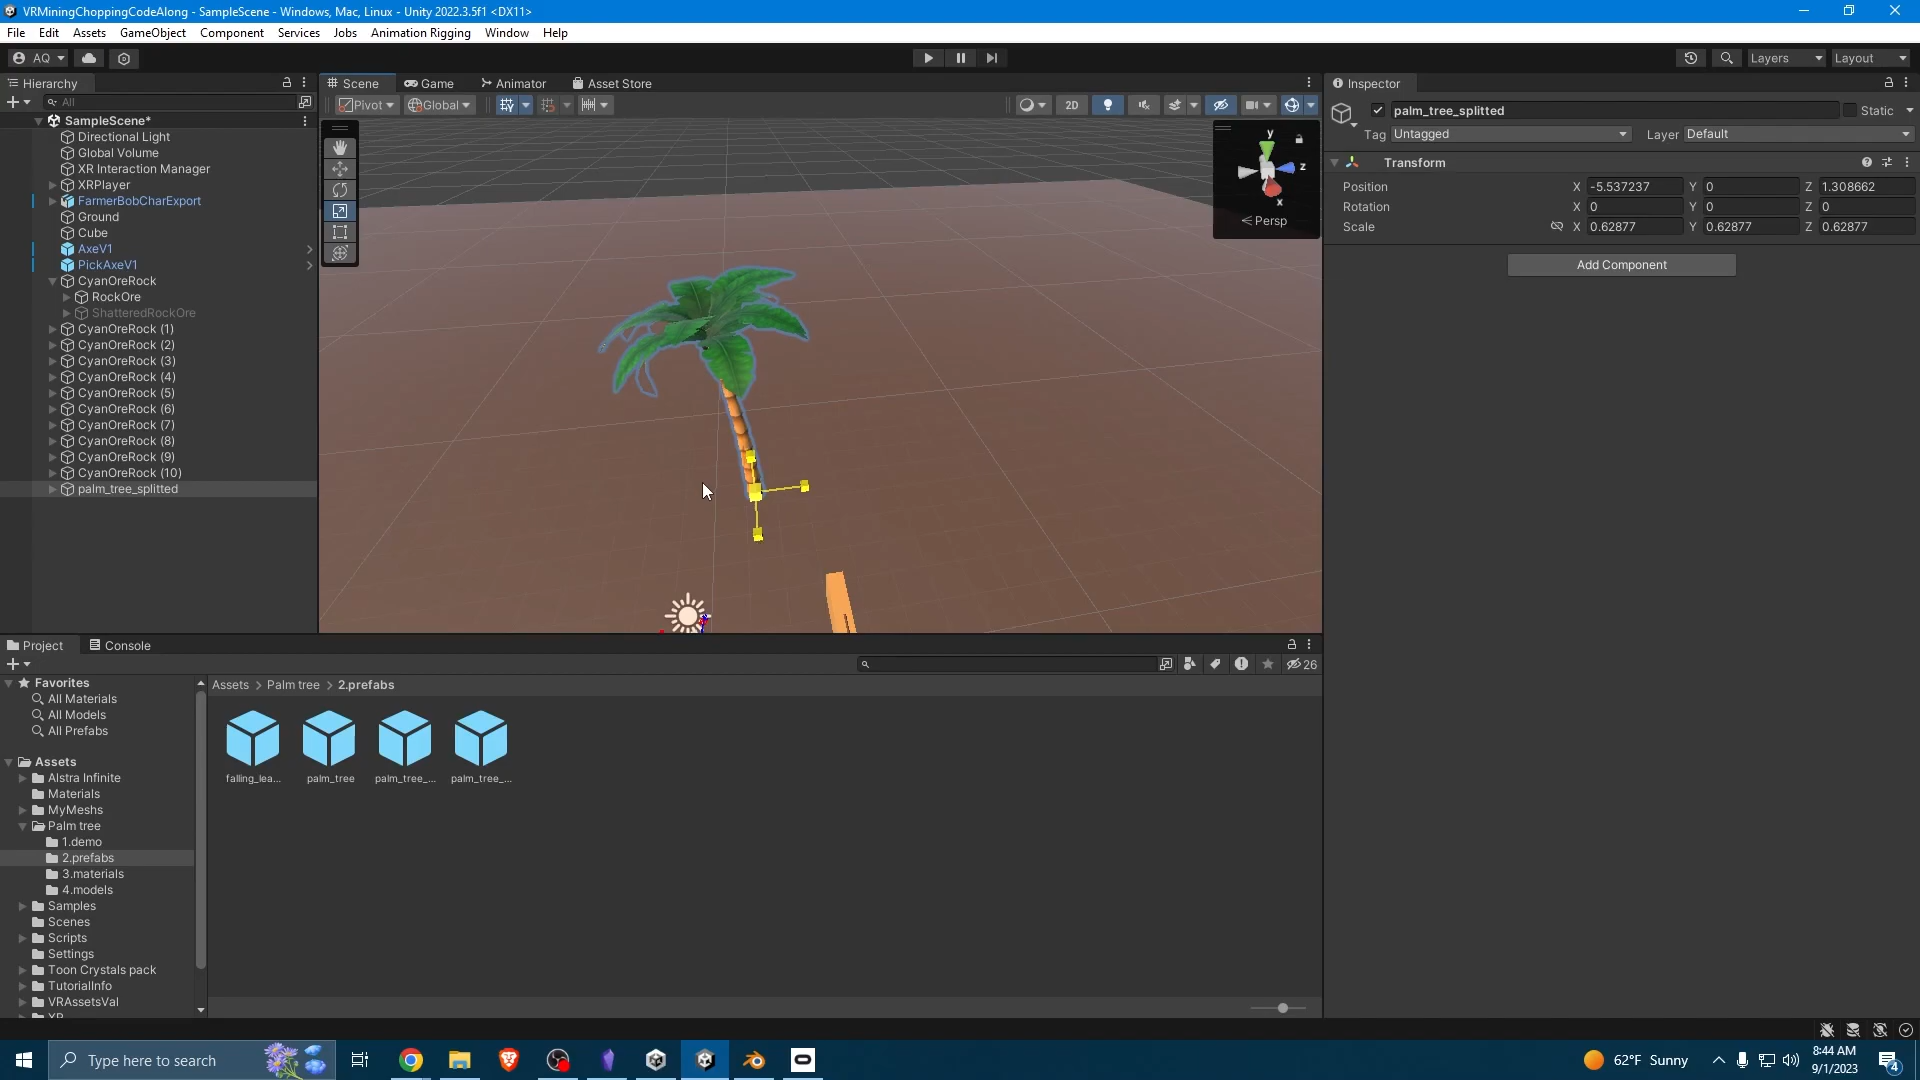 VRMiningChoppingCodeAlong - SampleScene - Windows, Mac, Linux - Unity 2022.3.5f1 <DX11>
File Edit Assets GameObject Component Services Jobs Animation Rigging Window Help
AQ Layers Layout
Hierarchy
All
SampleScene*
Directional Light
Global Volume
XR Interaction Manager
XRPlayer
FarmerBobCharExport
Ground
Cube
AxeV1
PickAxeV1
CyanOreRock
RockOre
ShatteredRockOre
CyanOreRock (1)
CyanOreRock (2)
CyanOreRock (3)
CyanOreRock (4)
CyanOreRock (5)
CyanOreRock (6)
CyanOreRock (7)
CyanOreRock (8)
CyanOreRock (9)
CyanOreRock (10)
palm_tree_splitted
Scene Game Animator Asset Store
Pivot Global 2D
y
z
x
< Persp
Inspector
palm_tree_splitted Static
Tag Untagged Layer Default
Transform
Position X -5.537237 Y 0 Z 1.308662
Rotation X 0 Y 0 Z 0
Scale X 0.62877 Y 0.62877 Z 0.62877
Add Component
Project Console
26
Favorites
All Materials
All Models
All Prefabs
Assets
Alstra Infinite
Materials
MyMeshs
Palm tree
1.demo
2.prefabs
3.materials
4.models
Samples
Scenes
Scripts
Settings
Toon Crystals pack
TutorialInfo
VRAssetsVal
XR
Assets > Palm tree > 2.prefabs
falling_lea... palm_tree palm_tree_... palm_tree_...
Type here to search
62°F Sunny
8:44 AM
9/1/2023
4